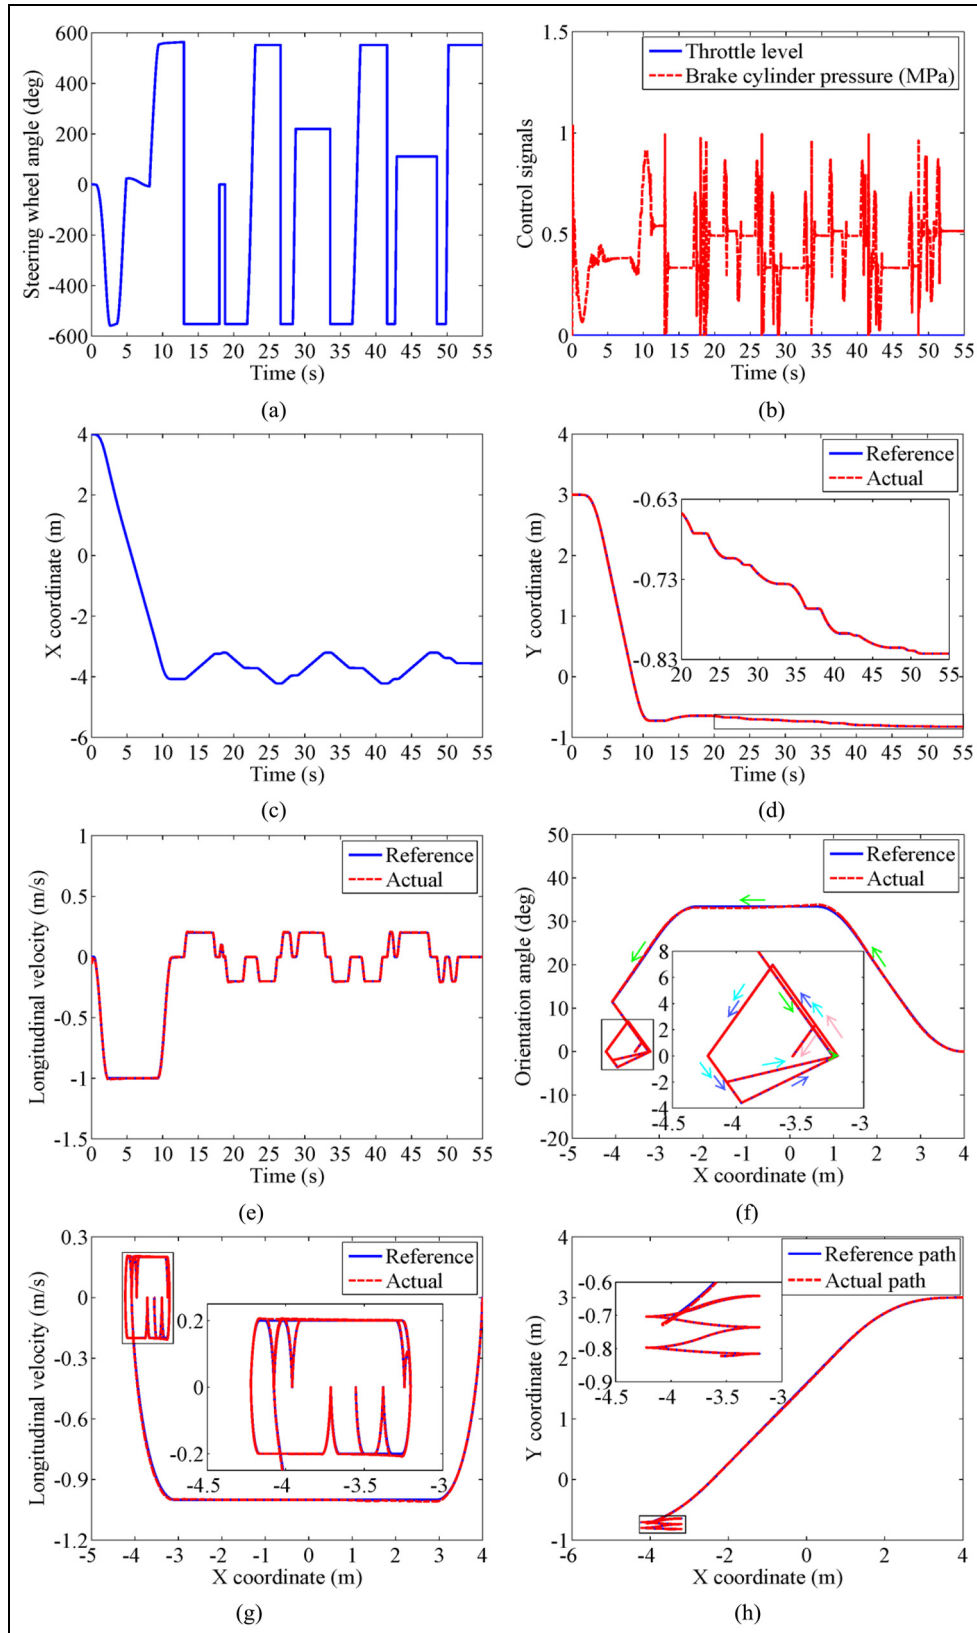 600
400
200
0
-200
-400
-600
Steering wheel angle (deg)
0 5 10 15 20 25 30 35 40 45 50 55
Time (s)
(a)
1.5
1
0.5
0
Control signals
Throttle level
Brake cylinder pressure (MPa)
0 5 10 15 20 25 30 35 40 45 50 55
Time (s)
(b)
4
2
0
-2
-4
-6
X coordinate (m)
0 5 10 15 20 25 30 35 40 45 50 55
Time (s)
(c)
4
3
2
1
0
-1
Y coordinate (m)
Reference
Actual
-0.63
-0.73
-0.83
20 25 30 35 40 45 50 55
0 5 10 15 20 25 30 35 40 45 50 55
Time (s)
(d)
1
0.5
0
-0.5
-1
-1.5
Longitudinal velocity (m/s)
Reference
Actual
0 5 10 15 20 25 30 35 40 45 50 55
Time (s)
(e)
50
40
30
20
10
0
-10
-20
Orientation angle (deg)
Reference
Actual
8
6
4
2
0
-2
-4
-4.5 -4 -3.5 -3
-5 -4 -3 -2 -1 0 1 2 3 4
X coordinate (m)
(f)
0.3
0
-0.3
-0.6
-0.9
-1.2
Longitudinal velocity (m/s)
Reference
Actual
0.2
0
-0.2
-4.5 -4 -3.5 -3
-5 -4 -3 -2 -1 0 1 2 3 4
X coordinate (m)
(g)
4
3
2
1
0
-1
Y coordinate (m)
Reference path
Actual path
-0.6
-0.7
-0.8
-0.9
-4.5 -4 -3.5 -3
-6 -4 -2 0 2 4
X coordinate (m)
(h)